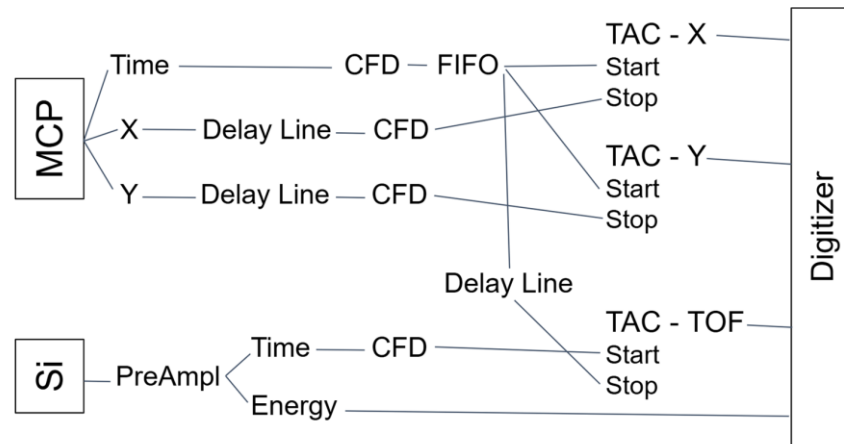 MCP
Time
CFD
FIFO
TAC - X
Start
Stop
X
Delay Line
CFD
TAC - Y
Start
Stop
Y
Delay Line
CFD
Delay Line
TAC - TOF
Start
Stop
Si
PreAmpl
Time
CFD
Energy
Digitizer